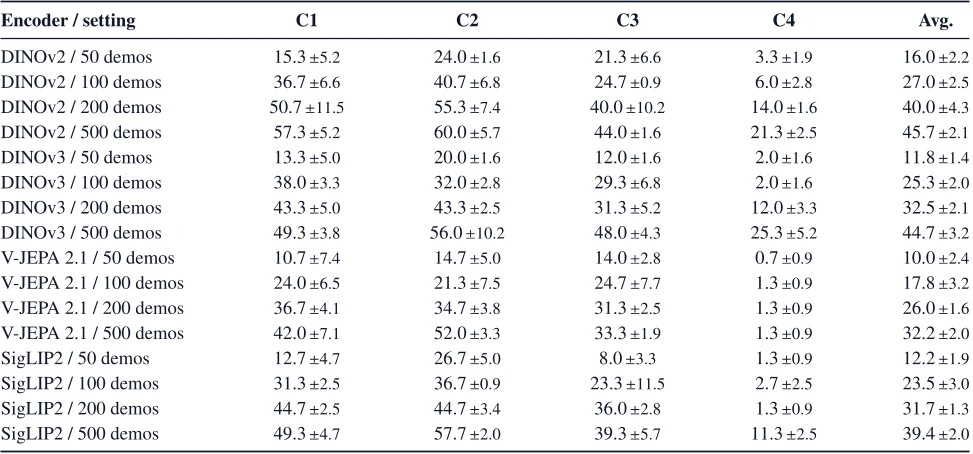 Encoder / setting C1 C2 C3 C4 Avg.
DINOv2 / 50 demos 15.3 ±5.2 24.0 ±1.6 21.3 ±6.6 3.3 ±1.9 16.0 ±2.2
DINOv2 / 100 demos 36.7 ±6.6 40.7 ±6.8 24.7 ±0.9 6.0 ±2.8 27.0 ±2.5
DINOv2 / 200 demos 50.7 ±11.5 55.3 ±7.4 40.0 ±10.2 14.0 ±1.6 40.0 ±4.3
DINOv2 / 500 demos 57.3 ±5.2 60.0 ±5.7 44.0 ±1.6 21.3 ±2.5 45.7 ±2.1
DINOv3 / 50 demos 13.3 ±5.0 20.0 ±1.6 12.0 ±1.6 2.0 ±1.6 11.8 ±1.4
DINOv3 / 100 demos 38.0 ±3.3 32.0 ±2.8 29.3 ±6.8 2.0 ±1.6 25.3 ±2.0
DINOv3 / 200 demos 43.3 ±5.0 43.3 ±2.5 31.3 ±5.2 12.0 ±3.3 32.5 ±2.1
DINOv3 / 500 demos 49.3 ±3.8 56.0 ±10.2 48.0 ±4.3 25.3 ±5.2 44.7 ±3.2
V-JEPA 2.1 / 50 demos 10.7 ±7.4 14.7 ±5.0 14.0 ±2.8 0.7 ±0.9 10.0 ±2.4
V-JEPA 2.1 / 100 demos 24.0 ±6.5 21.3 ±7.5 24.7 ±7.7 1.3 ±0.9 17.8 ±3.2
V-JEPA 2.1 / 200 demos 36.7 ±4.1 34.7 ±3.8 31.3 ±2.5 1.3 ±0.9 26.0 ±1.6
V-JEPA 2.1 / 500 demos 42.0 ±7.1 52.0 ±3.3 33.3 ±1.9 1.3 ±0.9 32.2 ±2.0
SigLIP2 / 50 demos 12.7 ±4.7 26.7 ±5.0 8.0 ±3.3 1.3 ±0.9 12.2 ±1.9
SigLIP2 / 100 demos 31.3 ±2.5 36.7 ±0.9 23.3 ±11.5 2.7 ±2.5 23.5 ±3.0
SigLIP2 / 200 demos 44.7 ±2.5 44.7 ±3.4 36.0 ±2.8 1.3 ±0.9 31.7 ±1.3
SigLIP2 / 500 demos 49.3 ±4.7 57.7 ±2.0 39.3 ±5.7 11.3 ±2.5 39.4 ±2.0